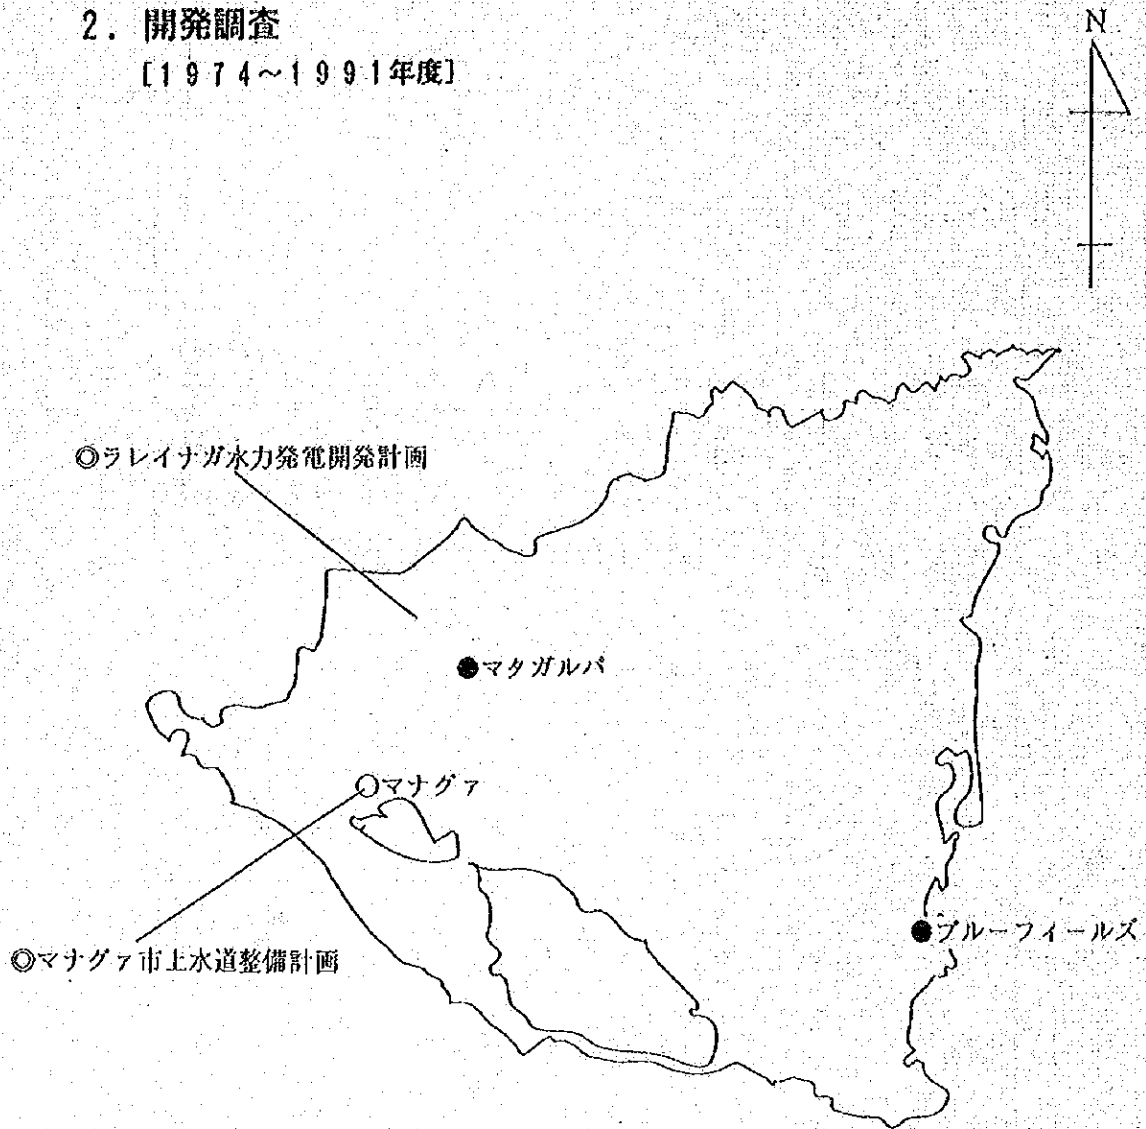 2. 開発調査
[1974～1991年度]
N
◎ラレイナガ水力発電開発計画
●マタガルパ
○マナグァ
●ブルーフィールズ
◎マナグァ市上水道整備計画